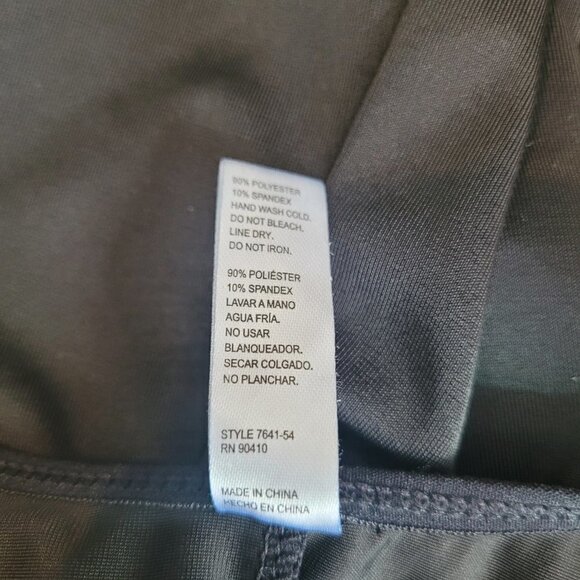 90% POLYESTER
10% SPANDEX
HAND WASH COLD.
DO NOT BLEACH.
LINE DRY.
DO NOT IRON.
90% POLIÉSTER
10% SPANDEX
LAVAR A MANO
AGUA FRÍA.
NO USAR
BLANQUEADOR.
SECAR COLGADO.
NO PLANCHAR.
STYLE 7641-54
RN 90410
MADE IN CHINA
HECHO EN CHINA